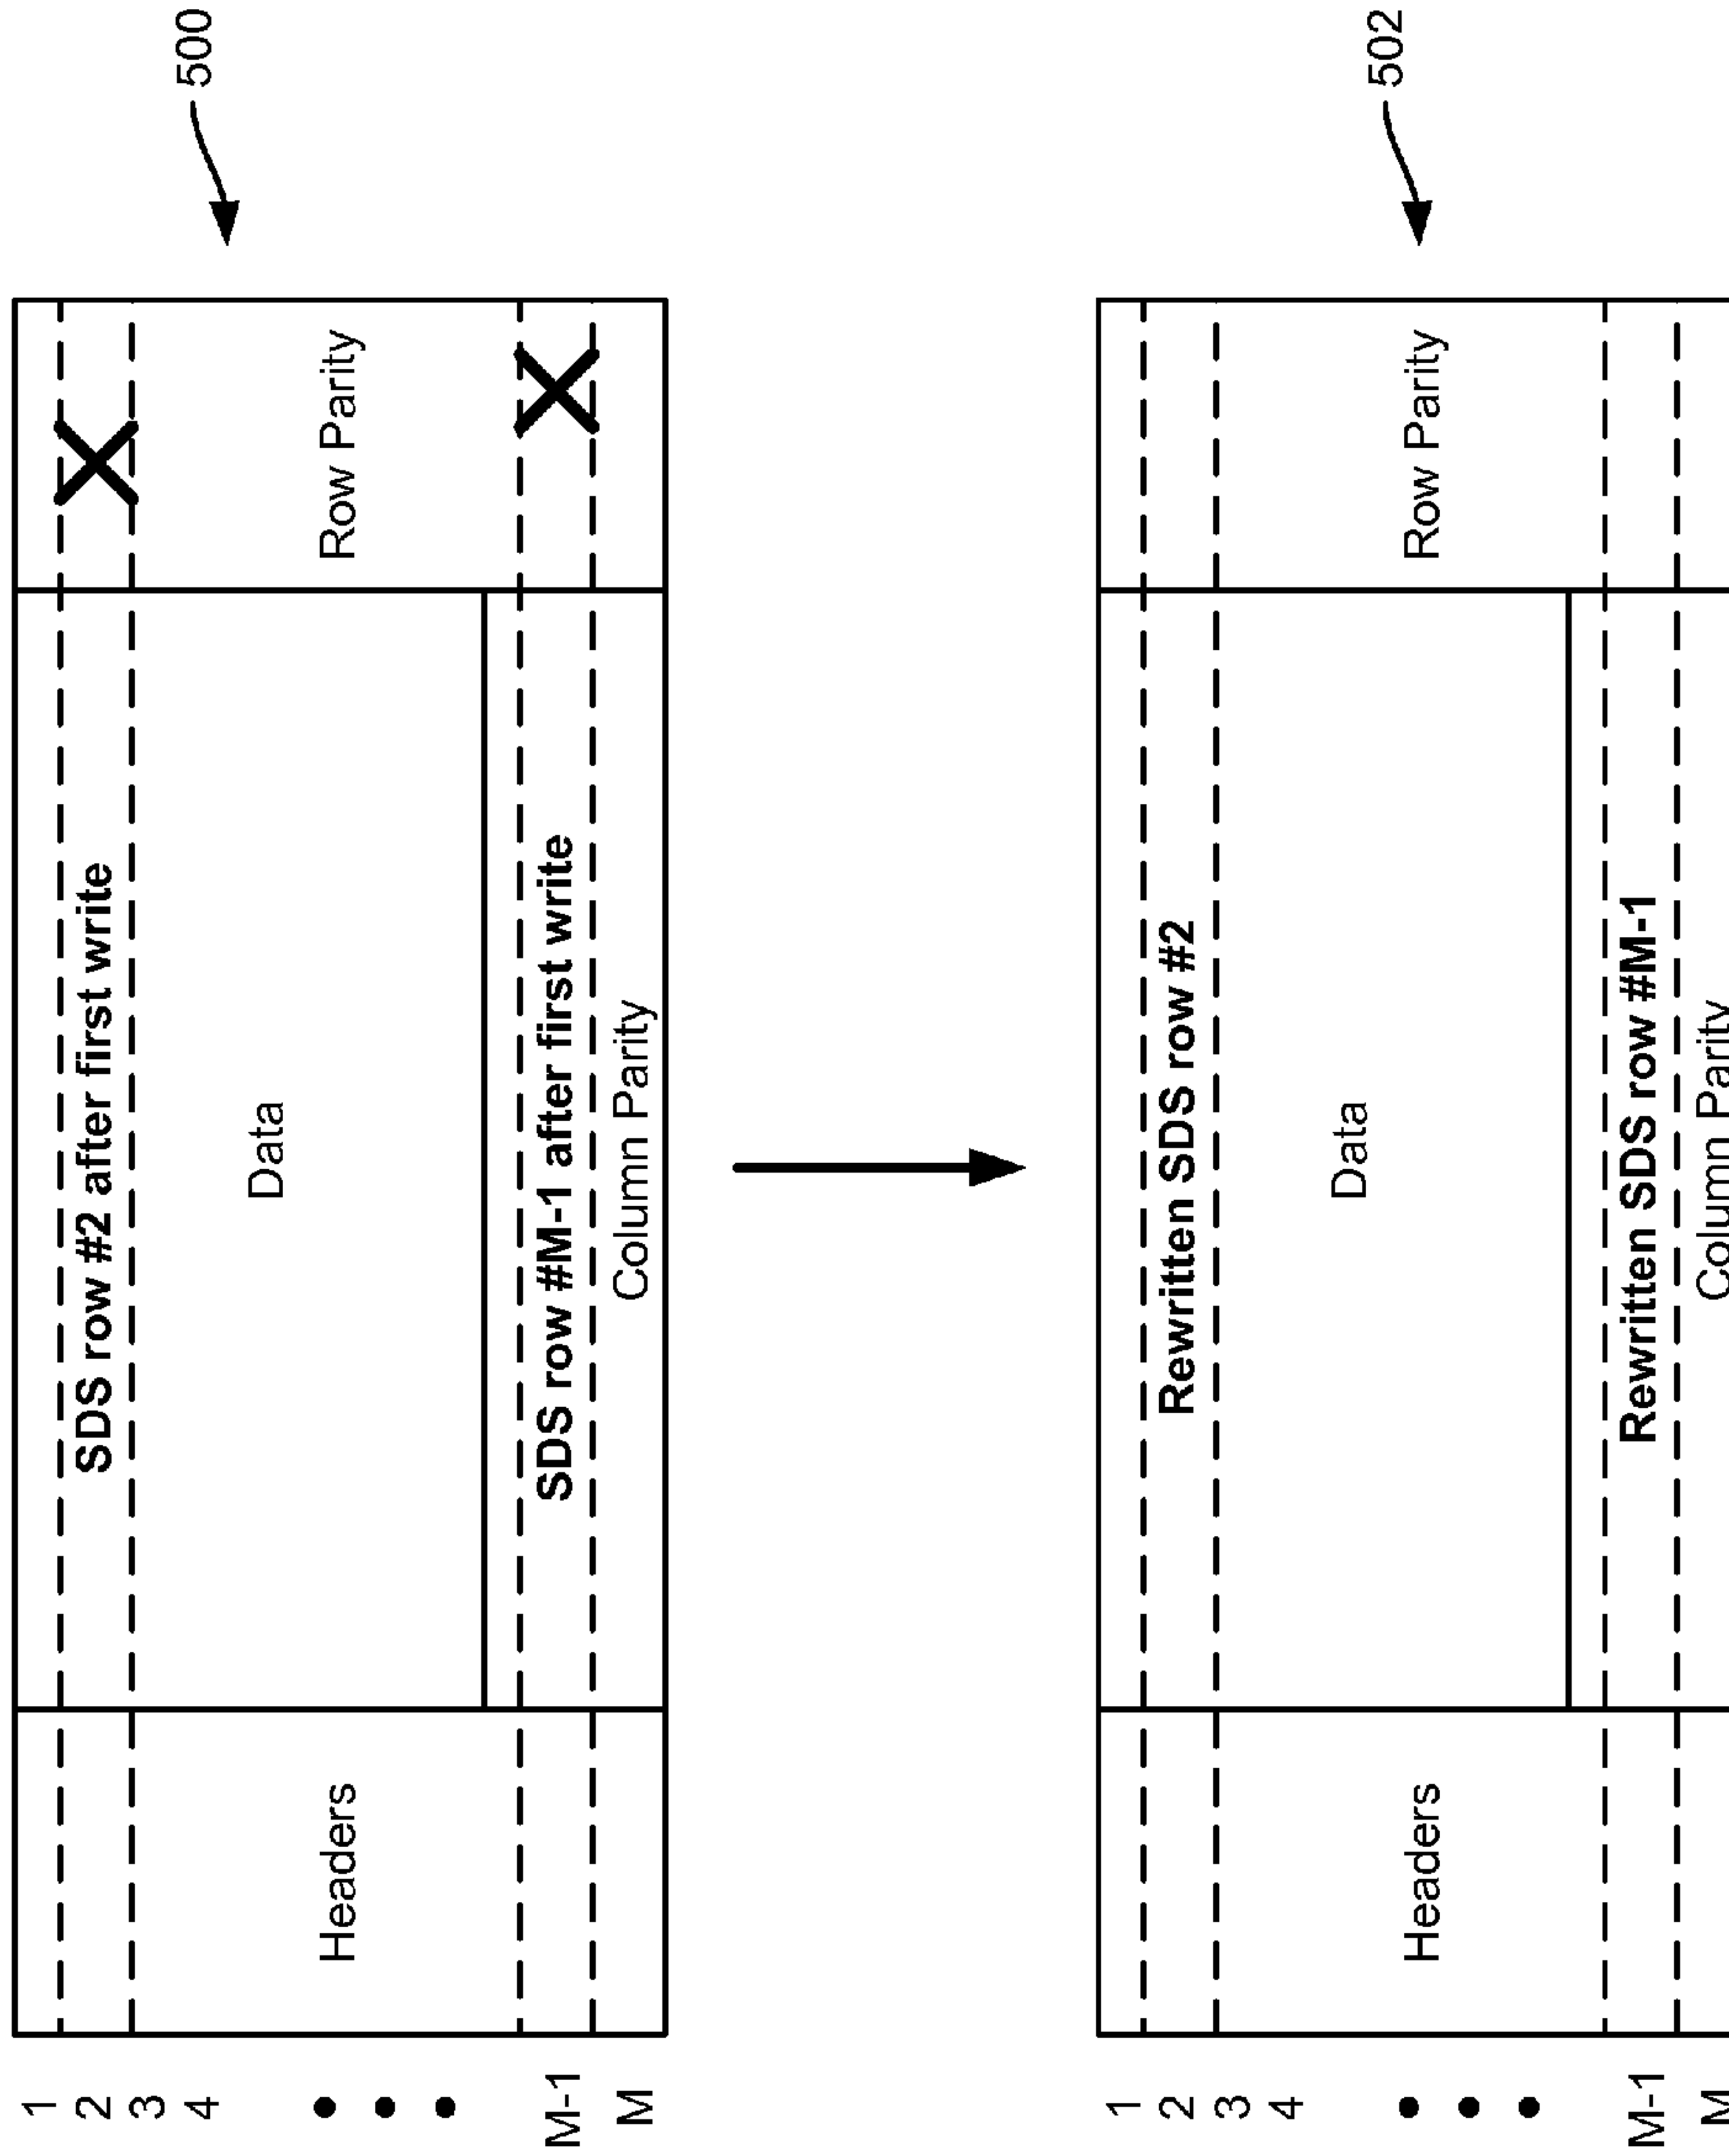 500
1
SDS row #2 after first write
2
3
4
Headers
Data
Row Parity
SDS row #M-1 after first write
M-1
Column Parity
M
502
1
Rewritten SDS row #2
2
3
4
Headers
Data
Row Parity
Rewritten SDS row #M-1
M-1
Column Parity
M